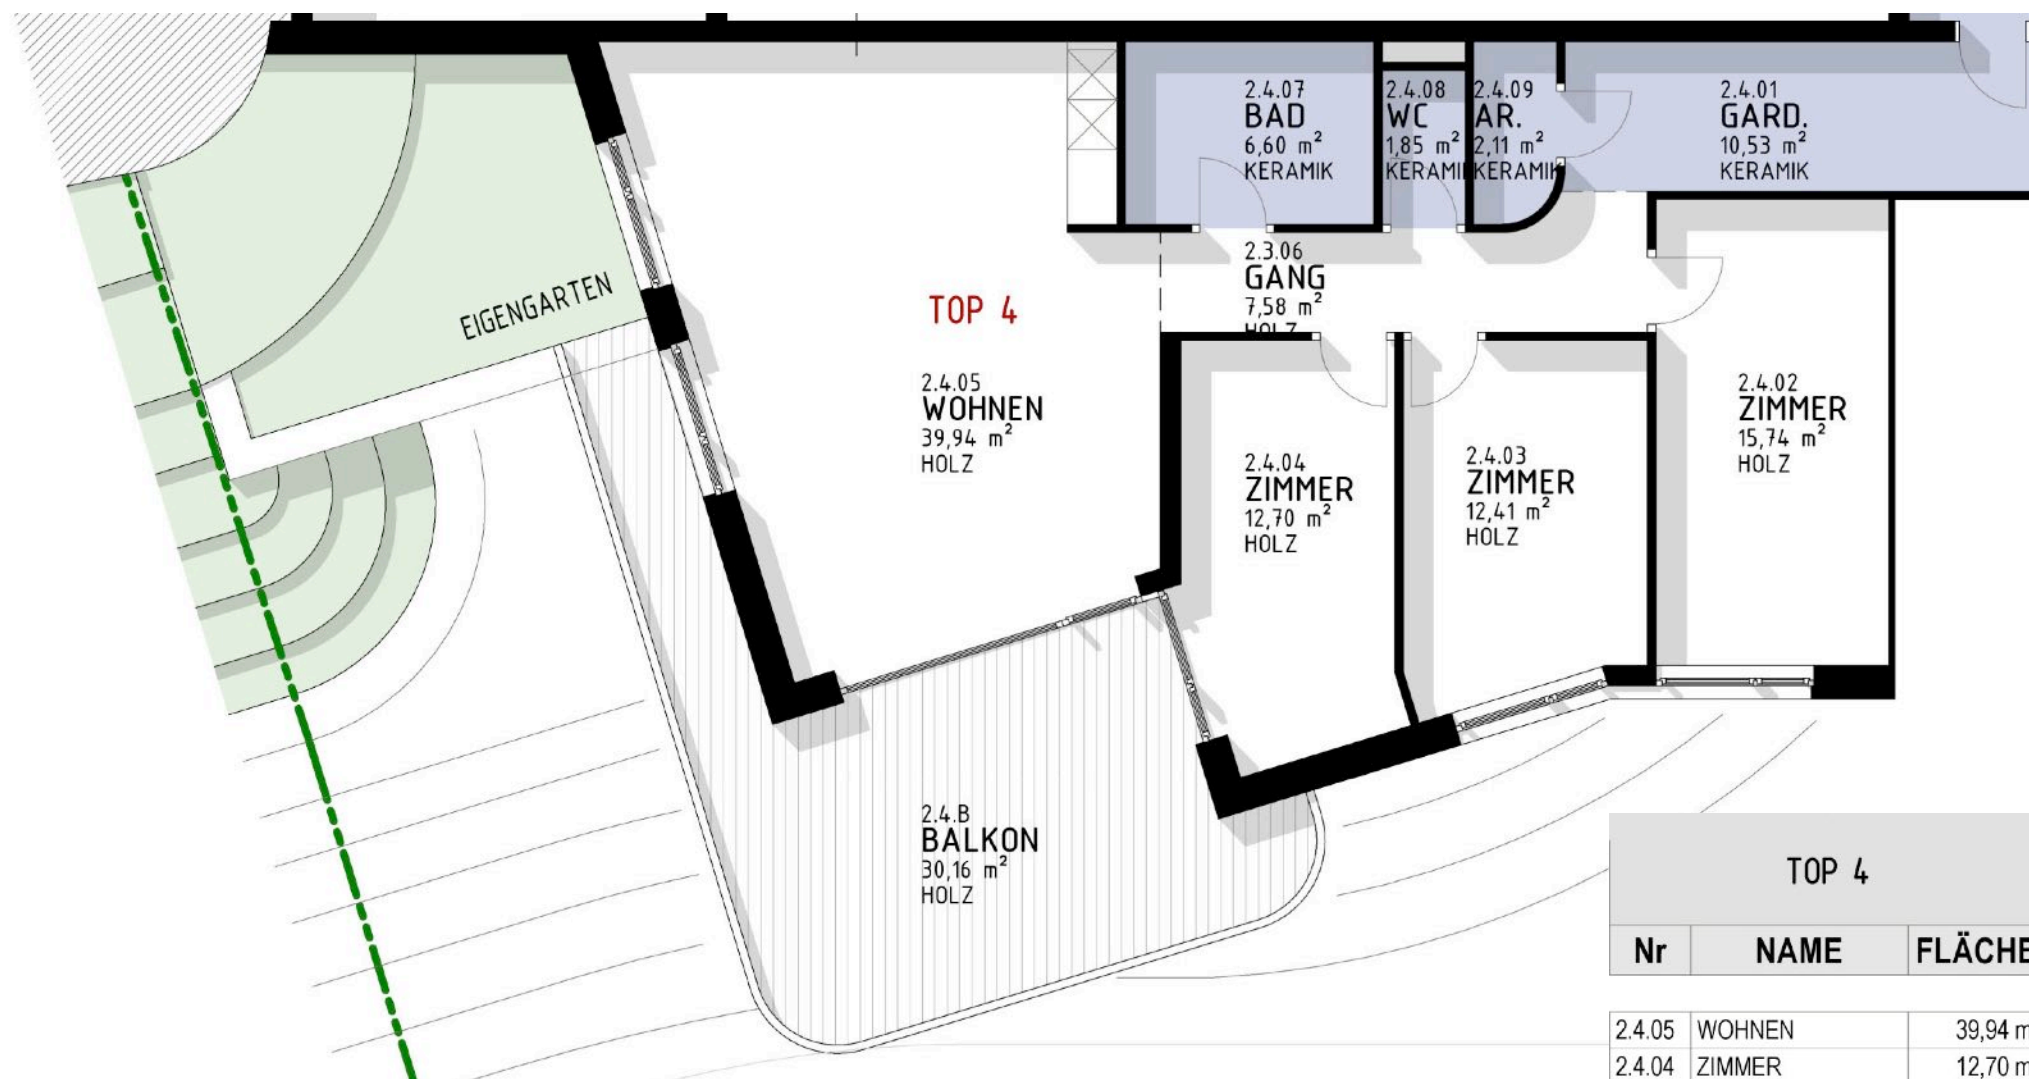 2.4.07
BAD
6,60 m²
KERAMIK
2.4.08
WC
1,85 m²
KERAMIK
2.4.09
AR.
2,11 m²
KERAMIK
2.4.01
GARD.
10,53 m²
KERAMIK
2.3.06
GANG
7,58 m²
HOLZ
EIGENGARTEN
TOP 4
2.4.05
WOHNEN
39,94 m²
HOLZ
2.4.04
ZIMMER
12,70 m²
HOLZ
2.4.03
ZIMMER
12,41 m²
HOLZ
2.4.02
ZIMMER
15,74 m²
HOLZ
2.4.B
BALKON
30,16 m²
HOLZ
TOP 4
Nr NAME FLÄCHE
2.4.05 WOHNEN 39,94 m
2.4.04 ZIMMER 12,70 m